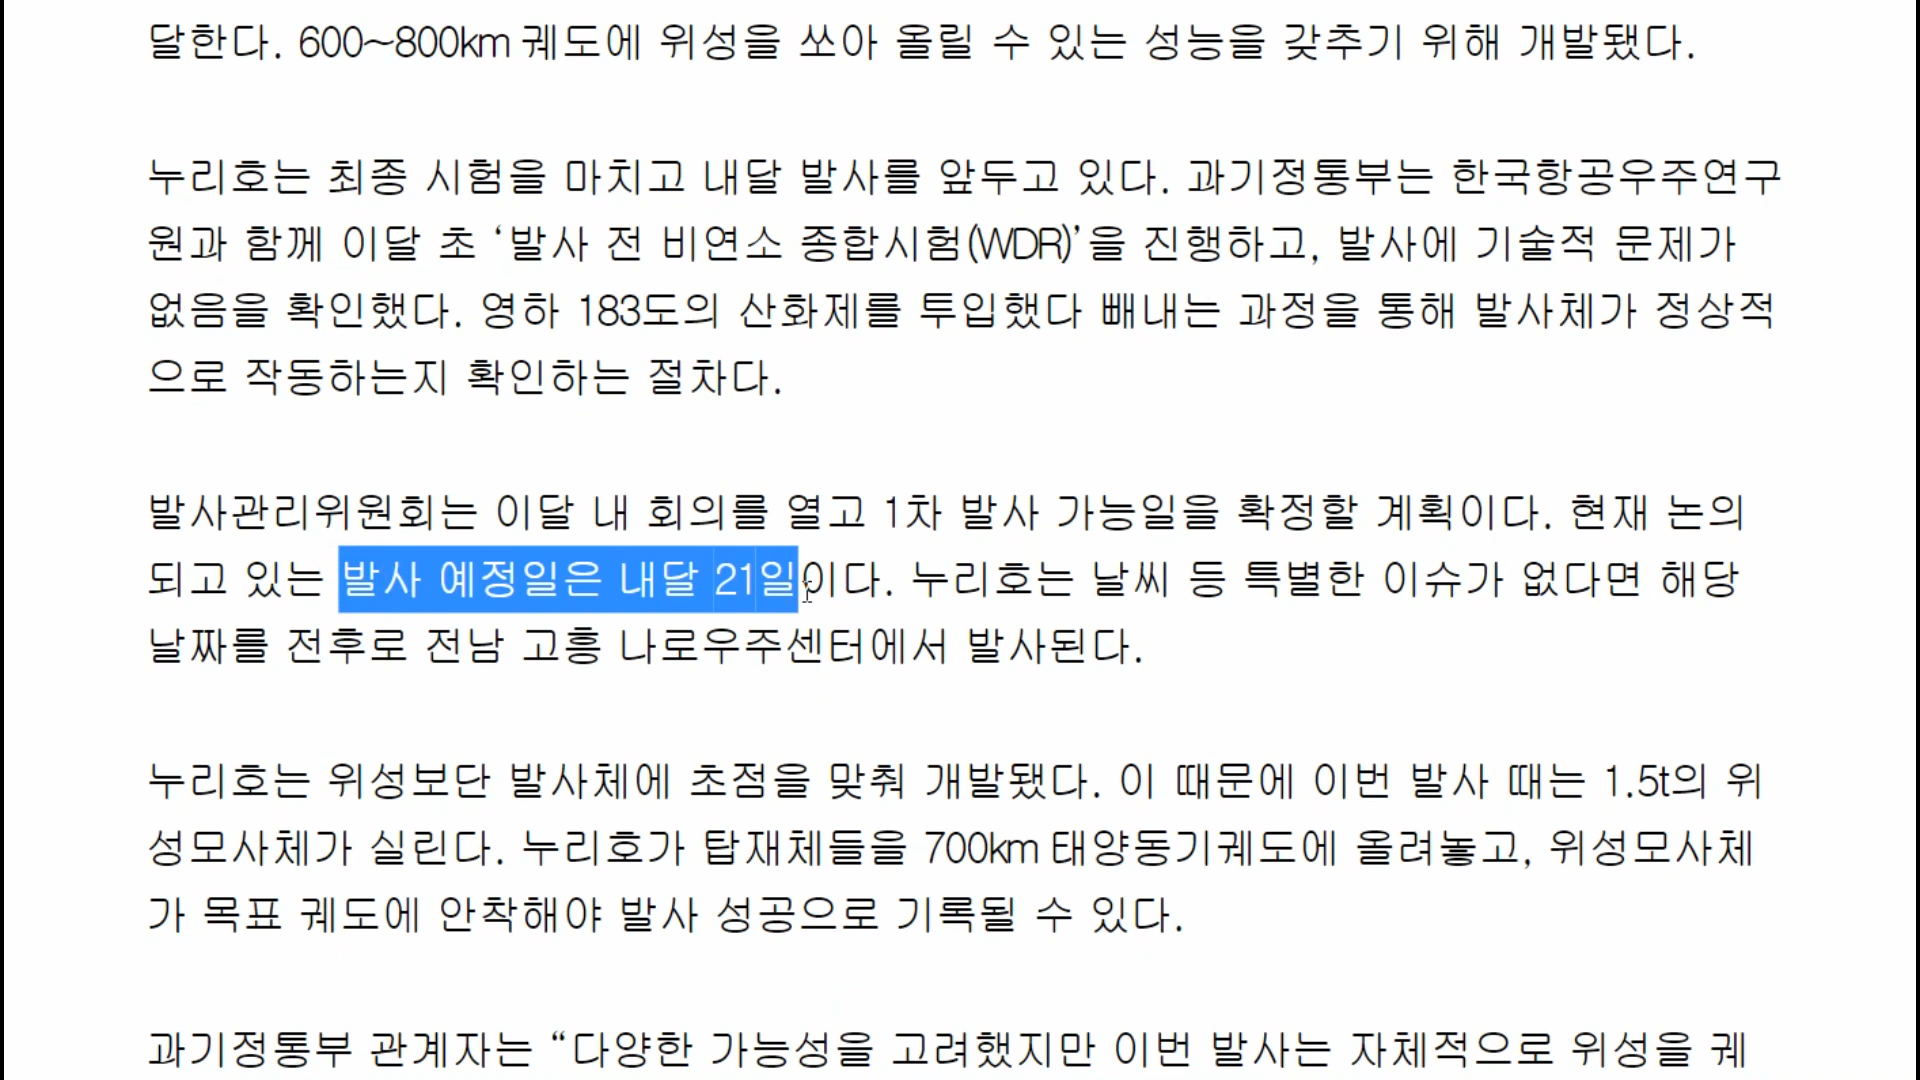 달한다. 600~800km 궤도에 위성을 쏘아 올릴 수 있는 성능을 갖추기 위해 개발됐다.
누리호는 최종 시험을 마치고 내달 발사를 앞두고 있다. 과기정통부는 한국항공우주연구
원과 함께 이달 초 ‘발사 전 비연소 종합시험(WDR)’을 진행하고, 발사에 기술적 문제가
없음을 확인했다. 영하 183도의 산화제를 투입했다 빼내는 과정을 통해 발사체가 정상적
으로 작동하는지 확인하는 절차다.
발사관리위원회는 이달 내 회의를 열고 1차 발사 가능일을 확정할 계획이다. 현재 논의
되고 있는 발사 예정일은 내달 21일이다. 누리호는 날씨 등 특별한 이슈가 없다면 해당
날짜를 전후로 전남 고흥 나로우주센터에서 발사된다.
누리호는 위성보단 발사체에 초점을 맞춰 개발됐다. 이 때문에 이번 발사 때는 1.5t의 위
성모사체가 실린다. 누리호가 탑재체들을 700km 태양동기궤도에 올려놓고, 위성모사체
가 목표 궤도에 안착해야 발사 성공으로 기록될 수 있다.
과기정통부 관계자는 “다양한 가능성을 고려했지만 이번 발사는 자체적으로 위성을 궤